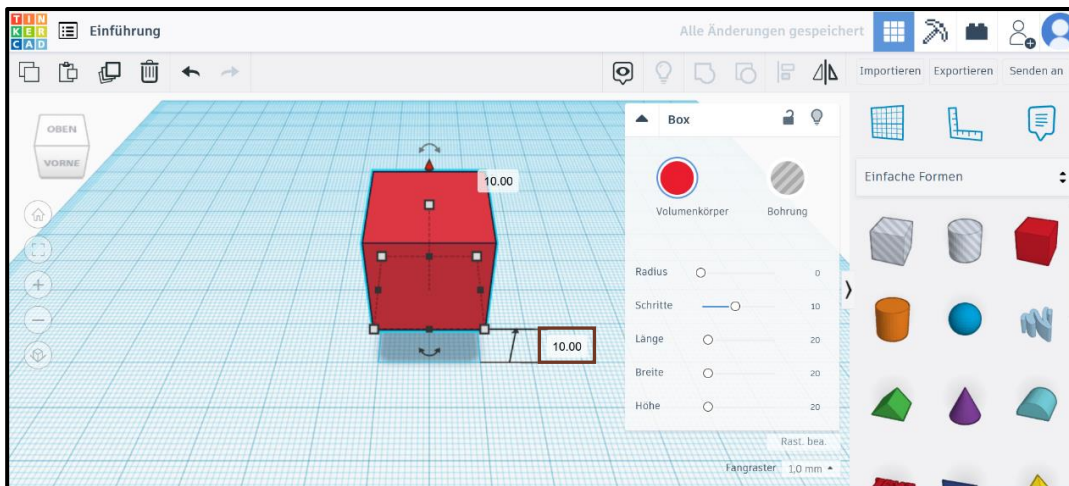 TIN
KER
CAD
Einführung
Alle Änderungen gespeichert
Importieren Exportieren Senden an
OBEN
VORNE
10.00
10.00
Box
Volumenkörper Bohrung
Radius 0
Schritte 10
Länge 20
Breite 20
Höhe 20
Rast. bea.
Fangraster 1,0 mm
Einfache Formen